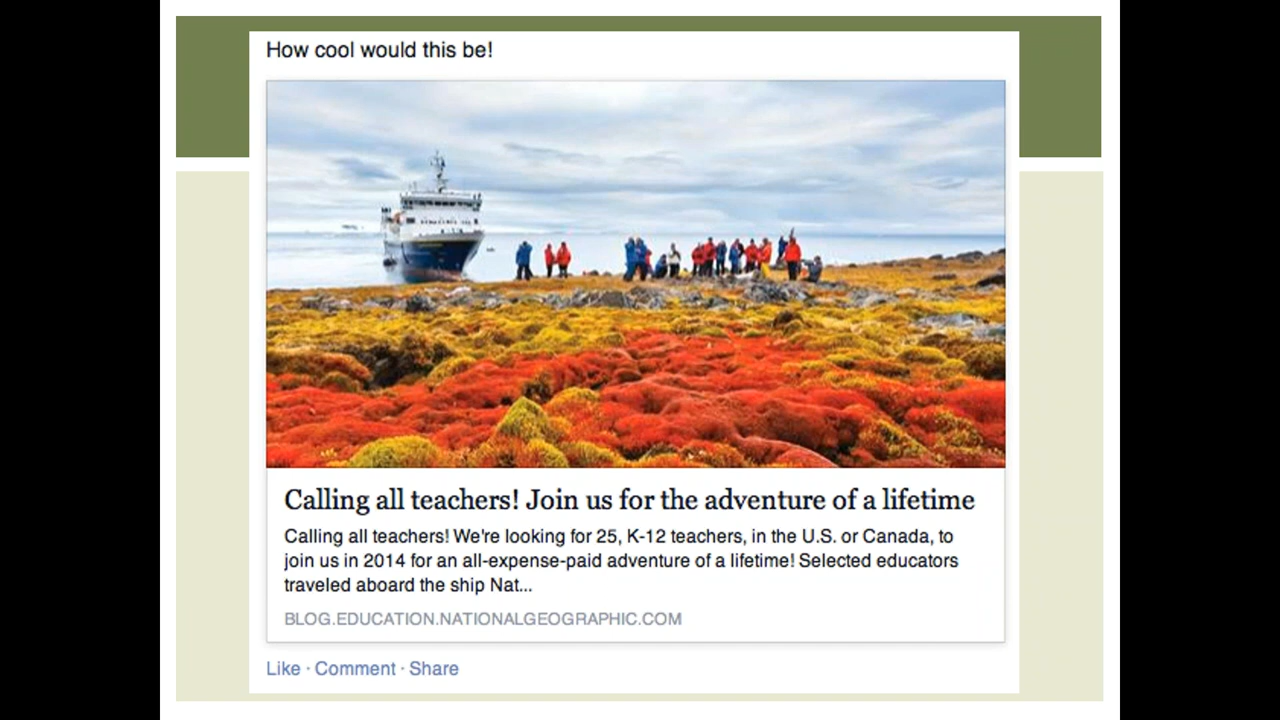 How cool would this be!
Calling all teachers! Join us for the adventure of a lifetime
Calling all teachers! We're looking for 25, K-12 teachers, in the U.S. or Canada, to
join us in 2014 for an all-expense-paid adventure of a lifetime! Selected educators
traveled aboard the ship Nat...
BLOG.EDUCATION.NATIONALGEOGRAPHIC.COM
Like · Comment · Share